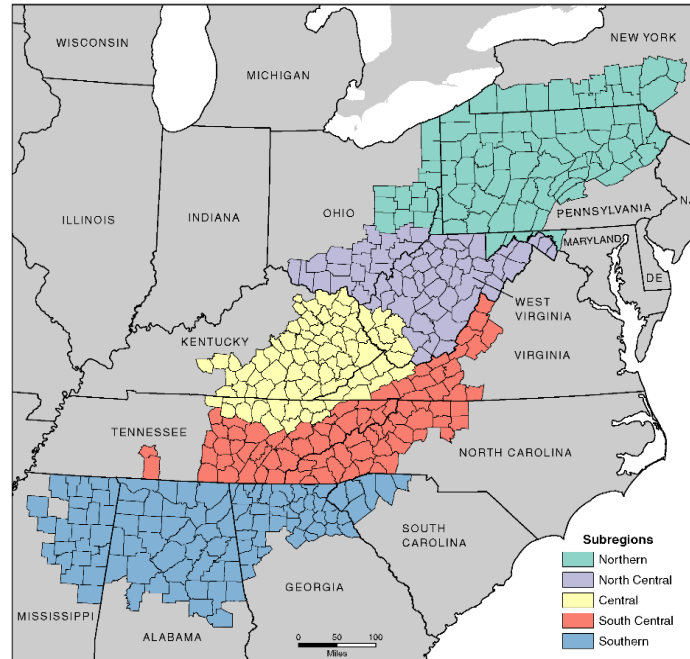 NEW YORK
WISCONSIN
MICHIGAN
OHIO
PENNSYLVANIA
ILLINOIS
INDIANA
MARYLAND
DE
WEST
VIRGINIA
KENTUCKY
VIRGINIA
TENNESSEE
NORTH CAROLINA
SOUTH
CAROLINA
GEORGIA
MISSISSIPPI
ALABAMA
0 50 100
Miles
Subregions
Northern
North Central
Central
South Central
Southern